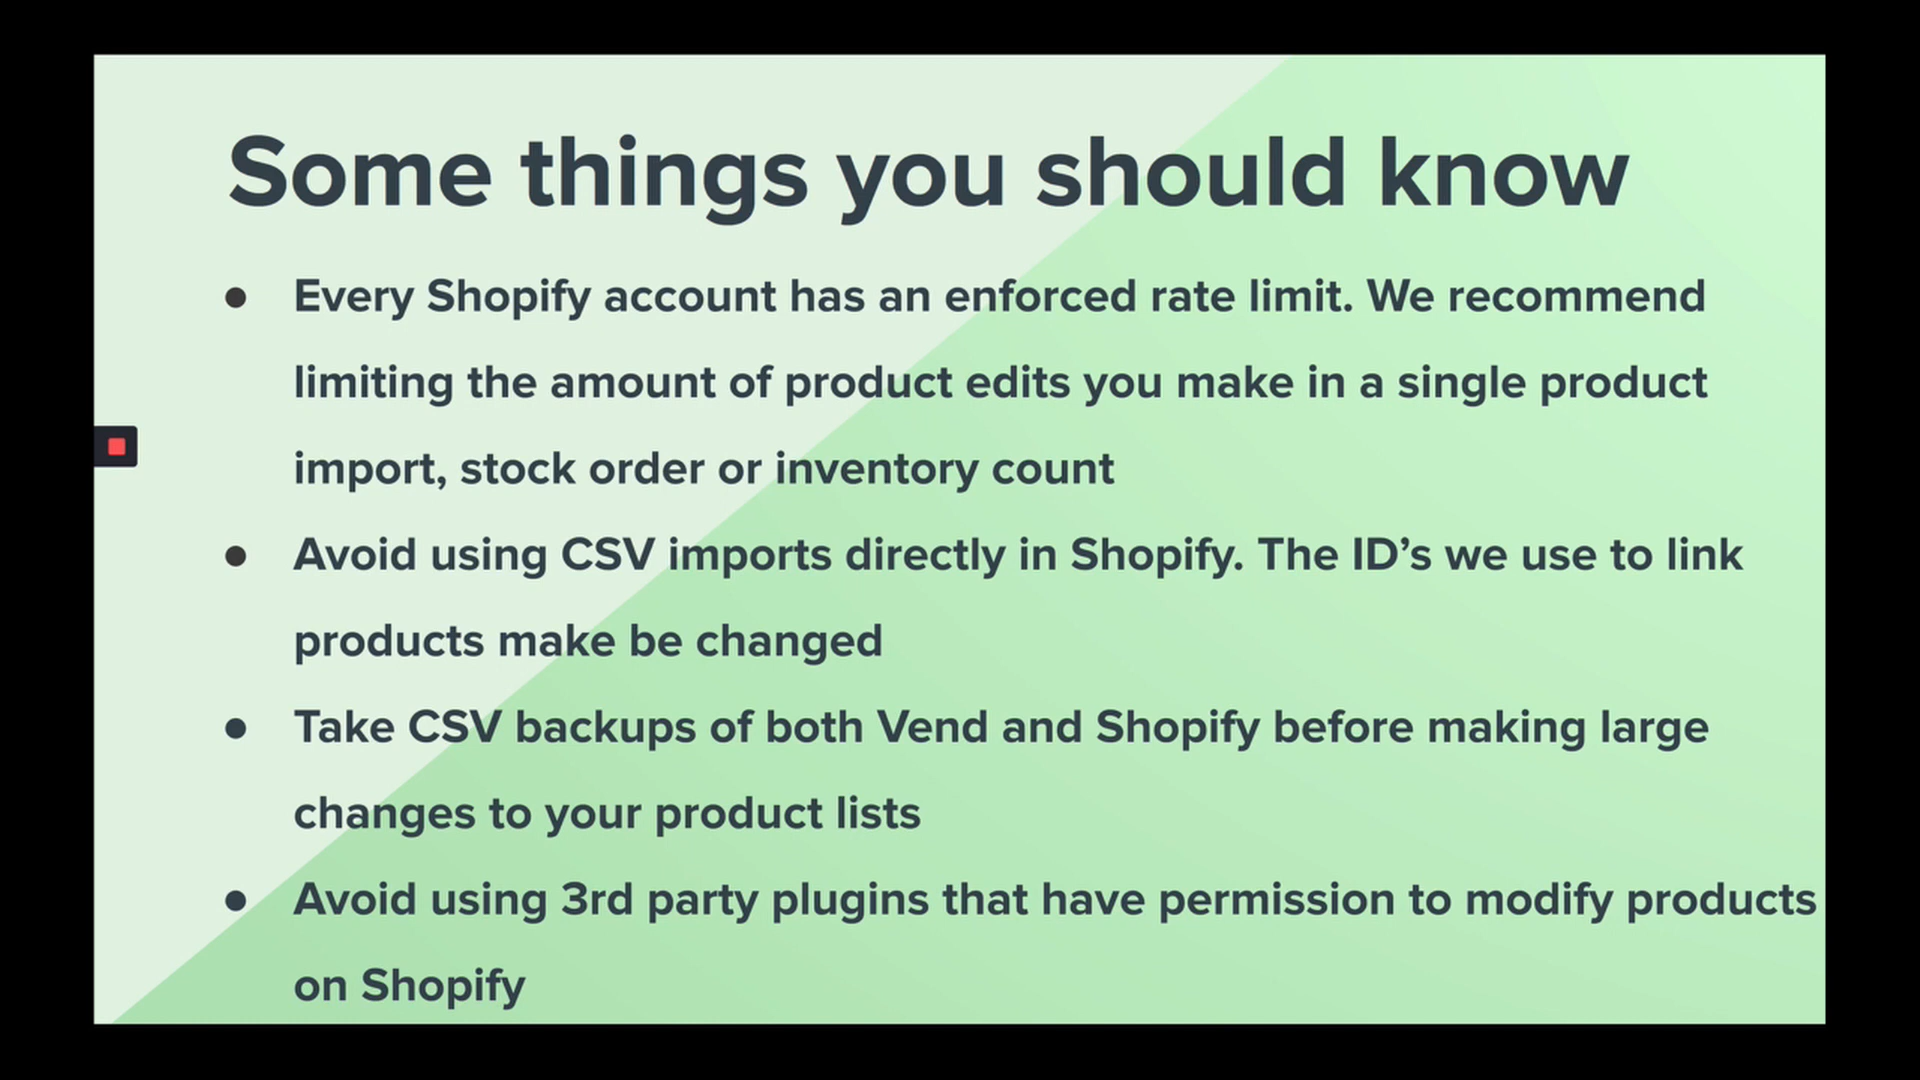 Some things you should know
● Every Shopify account has an enforced rate limit. We recommend
limiting the amount of product edits you make in a single product
import, stock order or inventory count
● Avoid using CSV imports directly in Shopify. The ID’s we use to link
products make be changed
● Take CSV backups of both Vend and Shopify before making large
changes to your product lists
● Avoid using 3rd party plugins that have permission to modify products
on Shopify